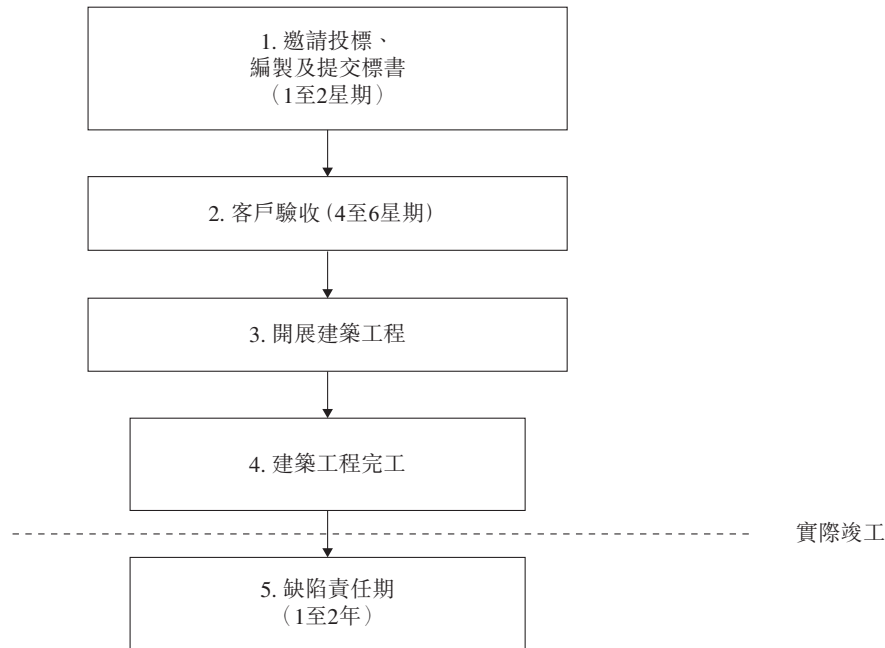 1. 邀請投標、
編製及提交標書
（1至2星期）
2. 客戶驗收（4至6星期）
3. 開展建築工程
4. 建築工程完工
實際竣工
5. 缺陷責任期
（1至2年）